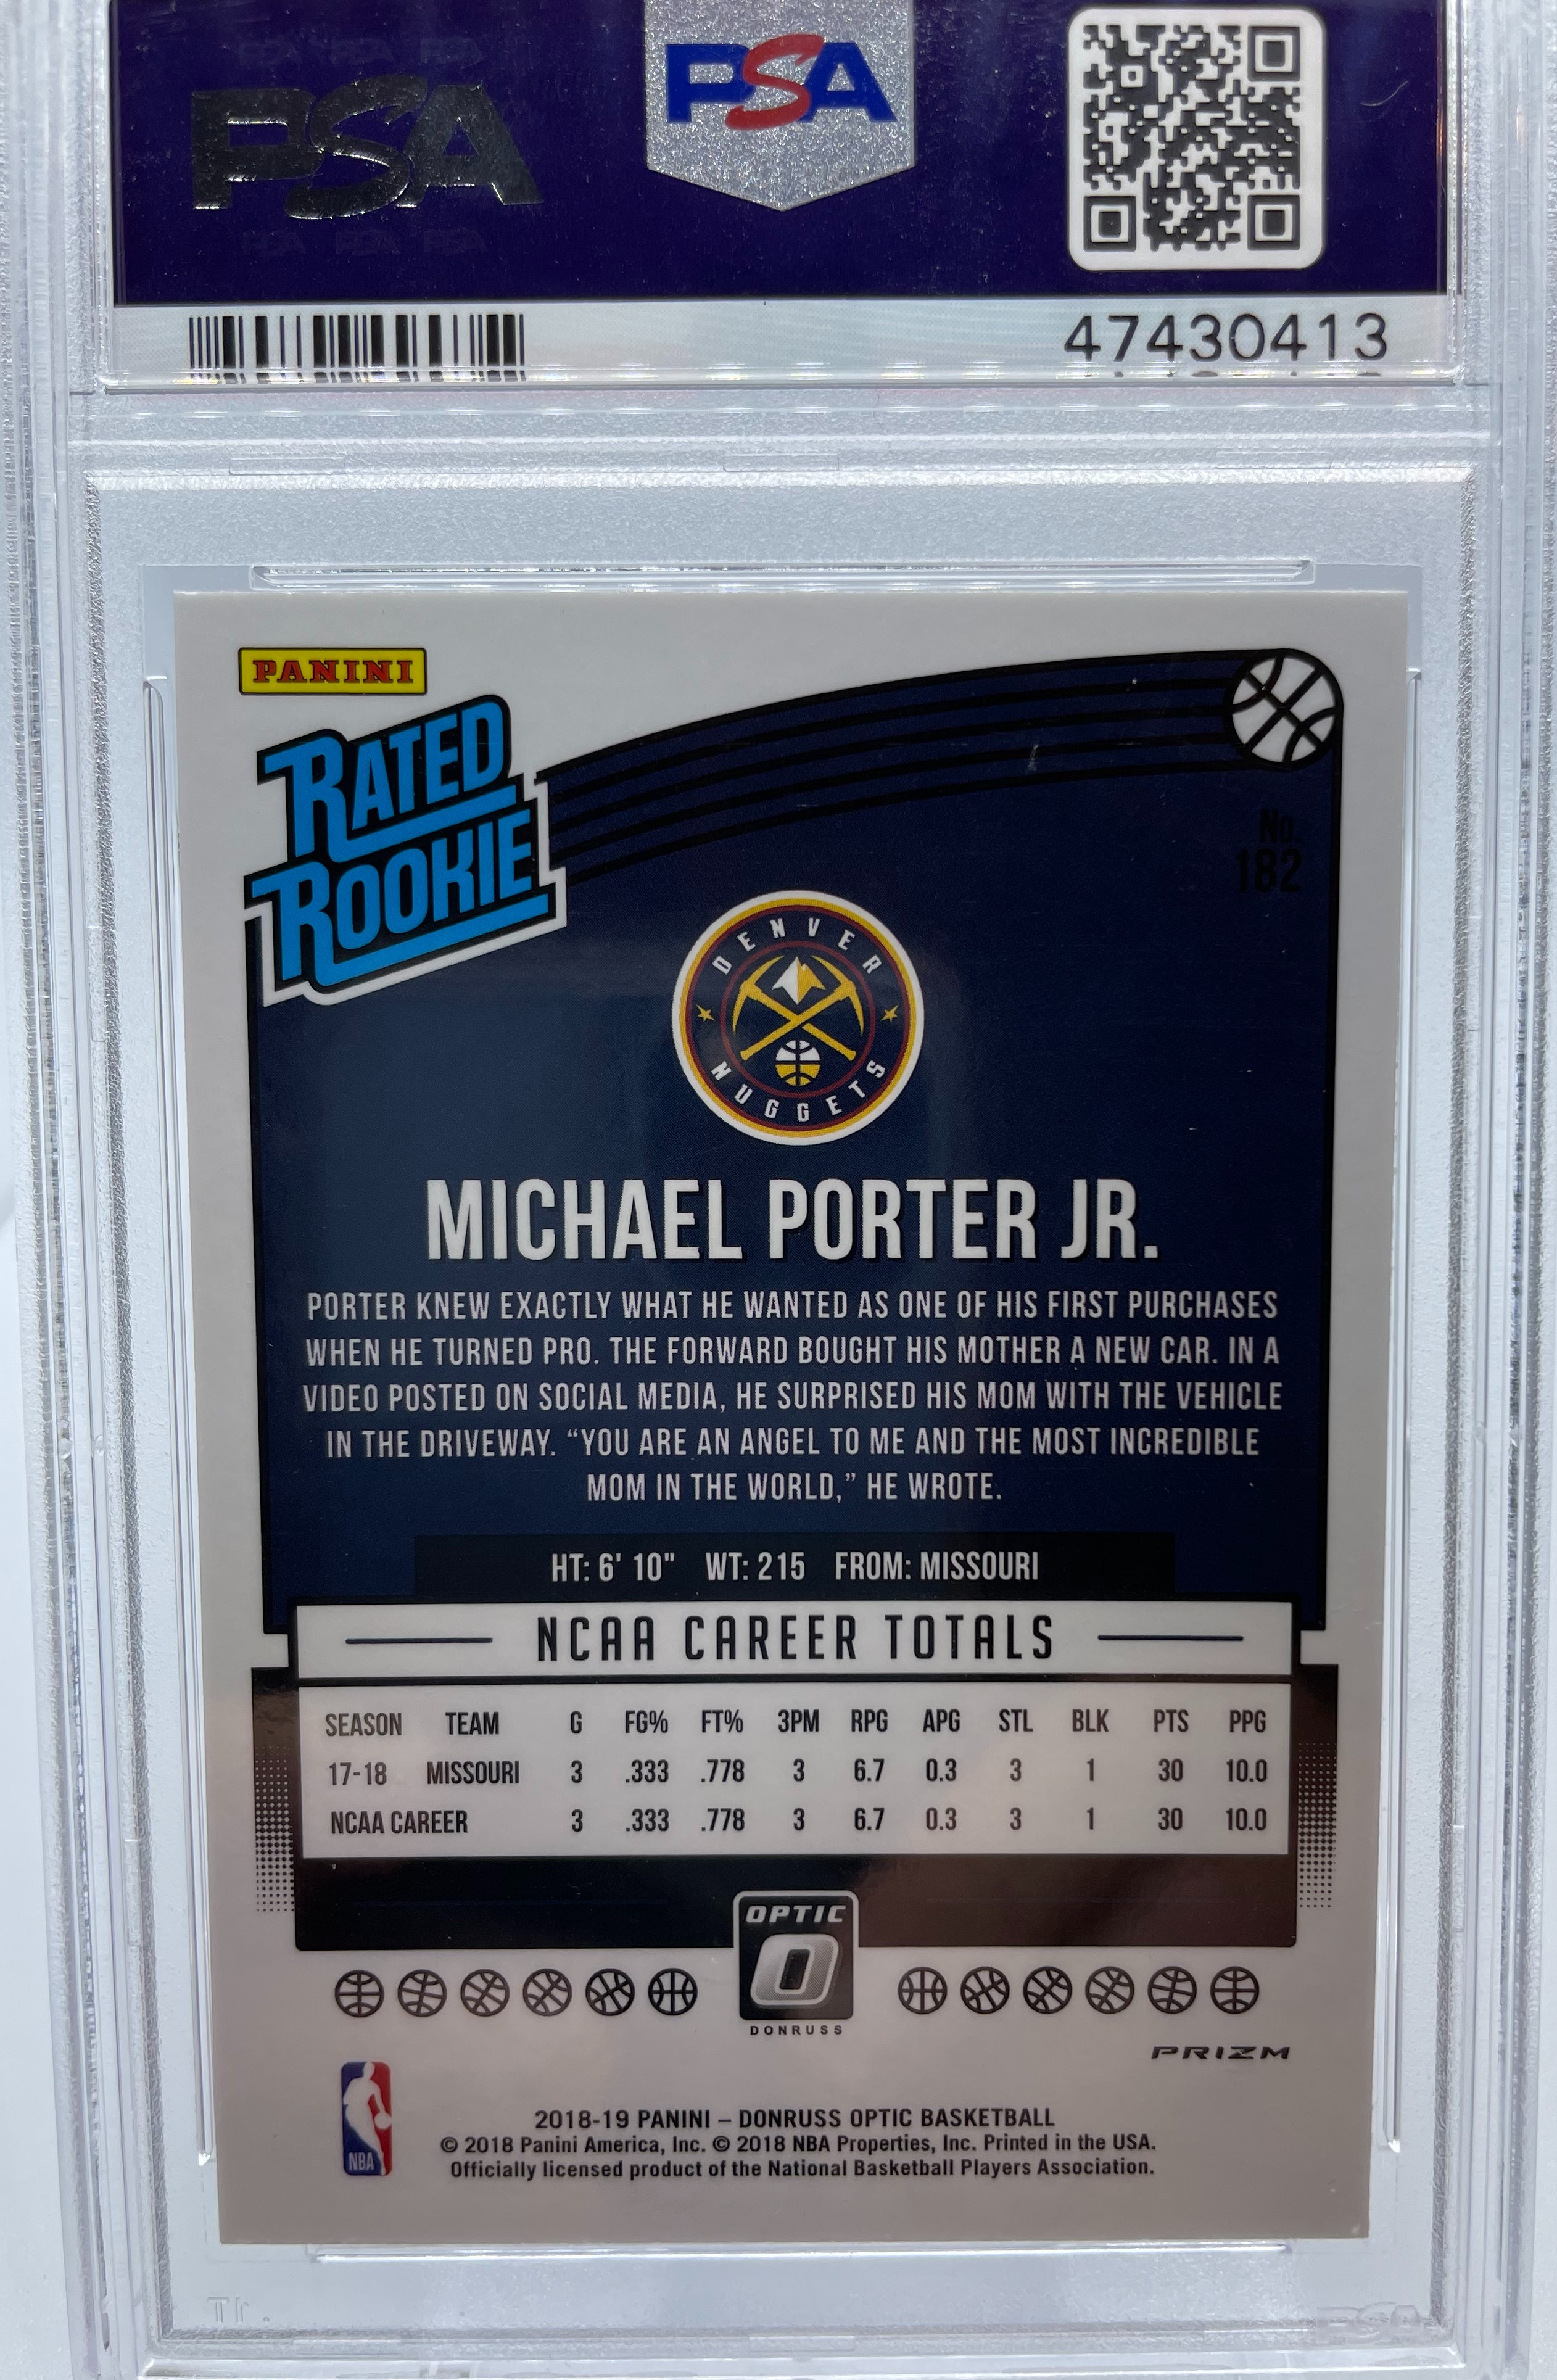 PSA PSA PSA
PSA
PSA PSA PSA
PSA
47430413
PANINI
RATED
ROOKIE
No.
182
DENVER
NUGGETS
MICHAEL PORTER JR.
PORTER KNEW EXACTLY WHAT HE WANTED AS ONE OF HIS FIRST PURCHASES
WHEN HE TURNED PRO. THE FORWARD BOUGHT HIS MOTHER A NEW CAR. IN A
VIDEO POSTED ON SOCIAL MEDIA, HE SURPRISED HIS MOM WITH THE VEHICLE
IN THE DRIVEWAY. “YOU ARE AN ANGEL TO ME AND THE MOST INCREDIBLE
MOM IN THE WORLD,” HE WROTE.
HT: 6' 10" WT: 215 FROM: MISSOURI
NCAA CAREER TOTALS
SEASON TEAM G FG% FT% 3PM RPG APG STL BLK PTS PPG
17-18 MISSOURI 3 .333 .778 3 6.7 0.3 3 1 30 10.0
NCAA CAREER 3 .333 .778 3 6.7 0.3 3 1 30 10.0
OPTIC
DONRUSS
PRIZM
NBA
2018-19 PANINI – DONRUSS OPTIC BASKETBALL
© 2018 Panini America, Inc. © 2018 NBA Properties, Inc. Printed in the USA.
Officially licensed product of the National Basketball Players Association.
PSA